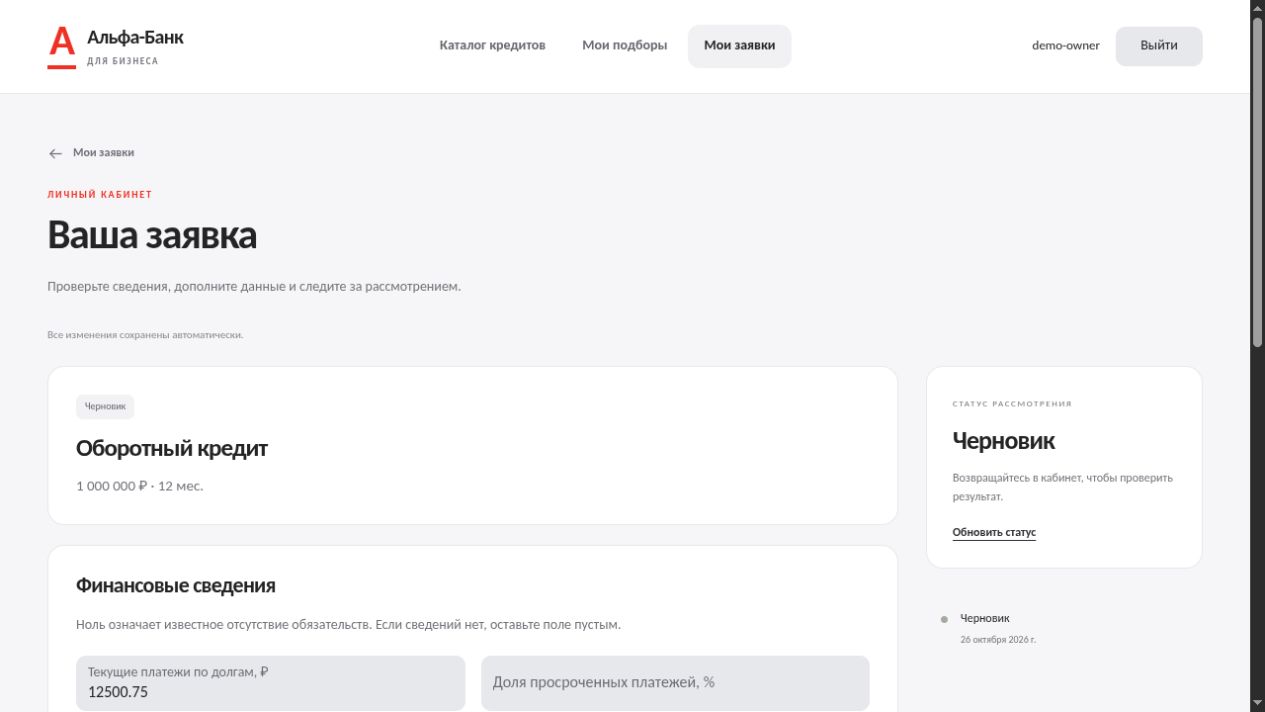 А
Альфа-Банк
ДЛЯ БИЗНЕСА
Каталог кредитов
Мои подборы
Мои заявки
demo-owner
Выйти
← Мои заявки
ЛИЧНЫЙ КАБИНЕТ
Ваша заявка
Проверьте сведения, дополните данные и следите за рассмотрением.
Все изменения сохранены автоматически.
Черновик
Оборотный кредит
1 000 000 ₽ · 12 мес.
Финансовые сведения
Ноль означает известное отсутствие обязательств. Если сведений нет, оставьте поле пустым.
Текущие платежи по долгам, ₽
12500.75
Доля просроченных платежей, %
СТАТУС РАССМОТРЕНИЯ
Черновик
Возвращайтесь в кабинет, чтобы проверить
результат.
Обновить статус
Черновик
26 октября 2026 г.